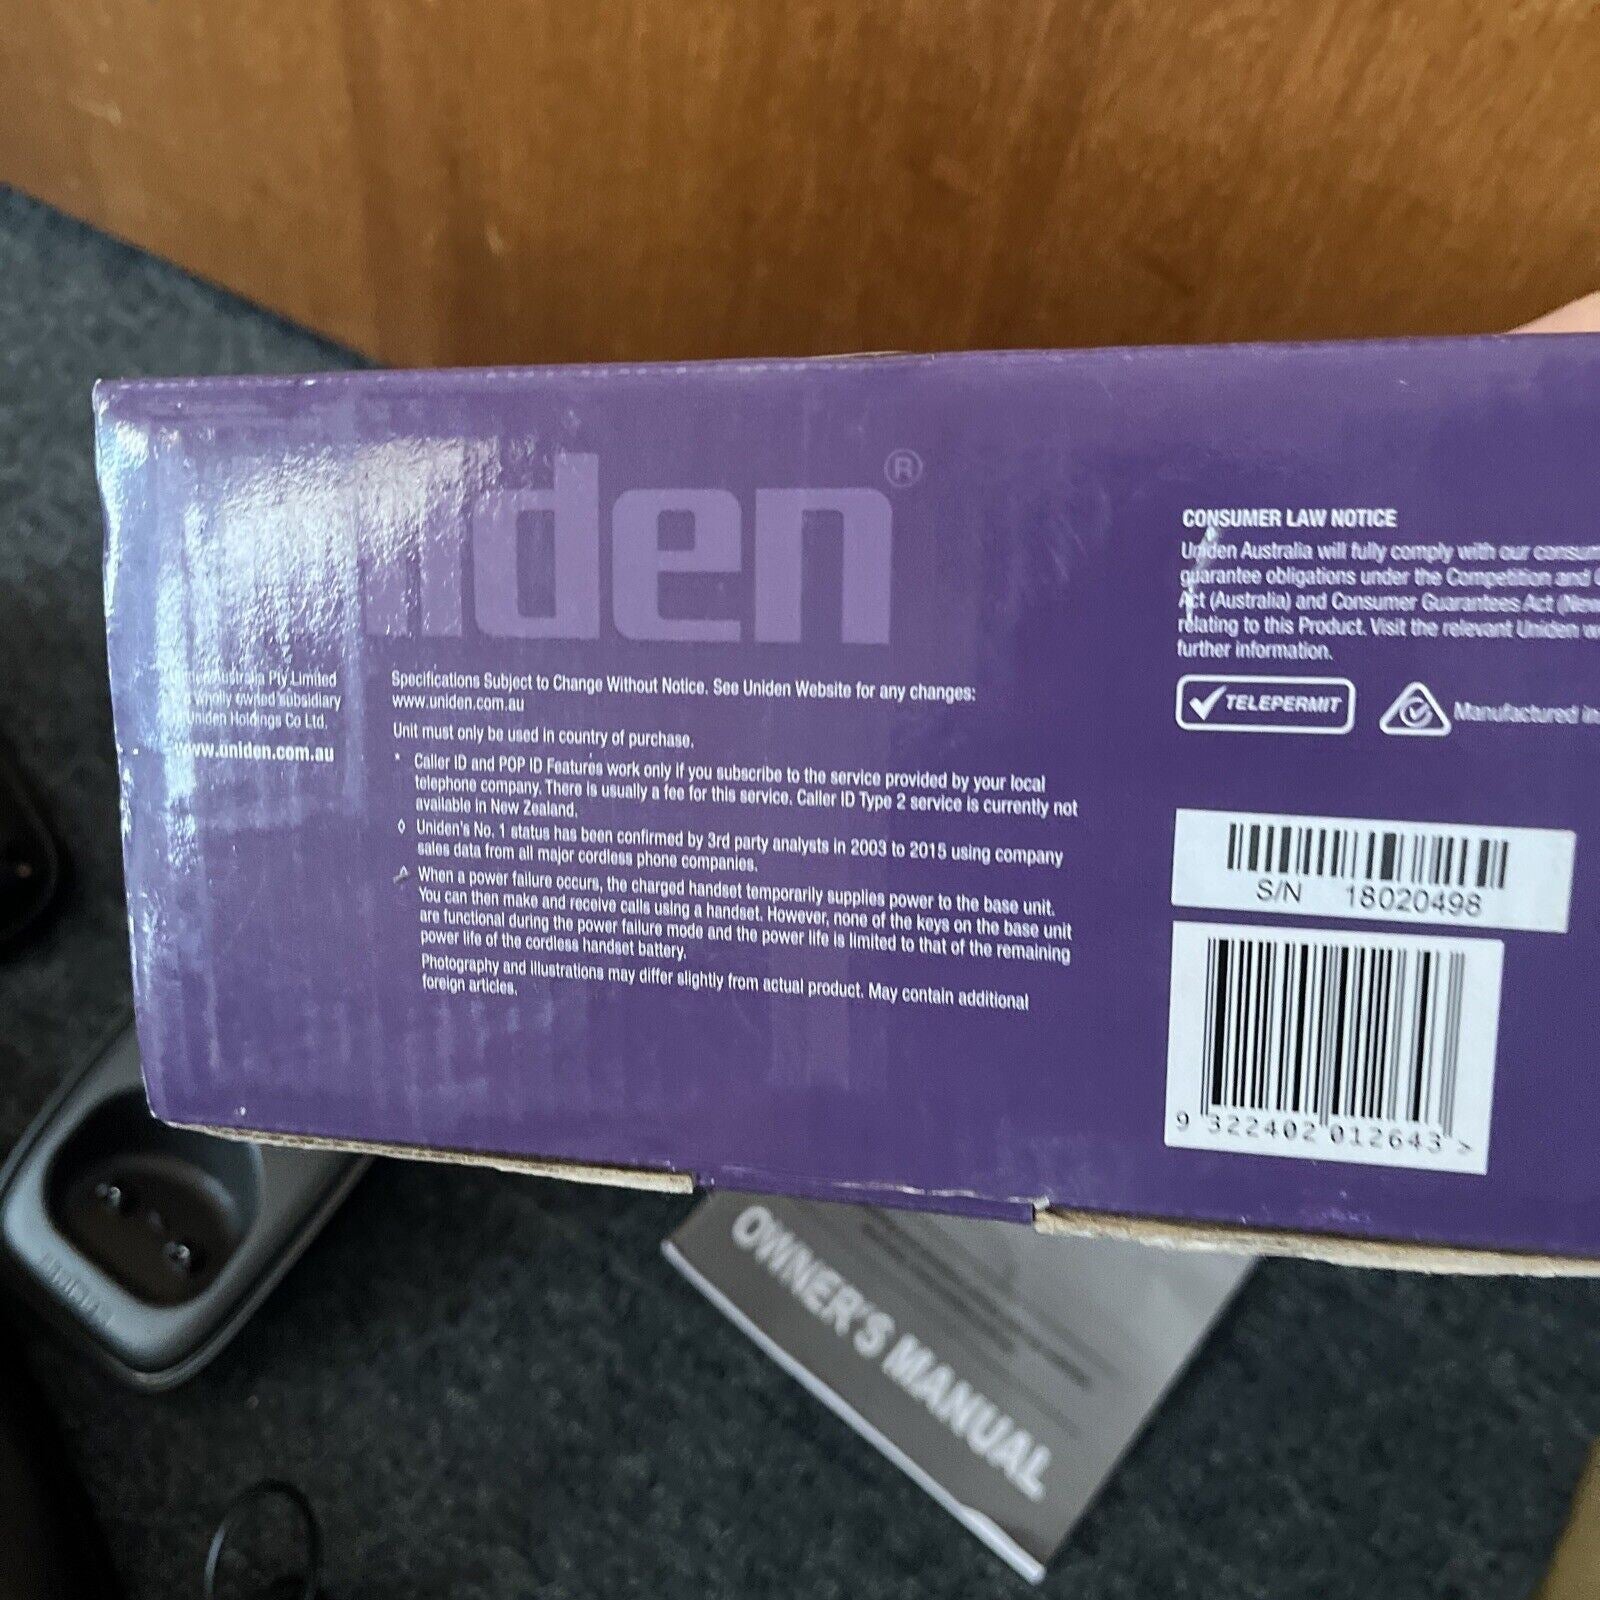 iden®
Australia Pty Limited
wholly owned subsidiary
Uniden Holdings Co Ltd.
www.uniden.com.au
Specifications Subject to Change Without Notice. See Uniden Website for any changes:
www.uniden.com.au
Unit must only be used in country of purchase.
* Caller ID and POP ID Features work only if you subscribe to the service provided by your local
telephone company. There is usually a fee for this service. Caller ID Type 2 service is currently not
available in New Zealand.
◊ Uniden's No. 1 status has been confirmed by 3rd party analysts in 2003 to 2015 using company
sales data from all major cordless phone companies.
^ When a power failure occurs, the charged handset temporarily supplies power to the base unit.
You can then make and receive calls using a handset. However, none of the keys on the base unit
are functional during the power failure mode and the power life is limited to that of the remaining
power life of the cordless handset battery.
Photography and illustrations may differ slightly from actual product. May contain additional
foreign articles.
CONSUMER LAW NOTICE
Uniden Australia will fully comply with our consum
guarantee obligations under the Competition and
Act (Australia) and Consumer Guarantees Act (New
relating to this Product. Visit the relevant Uniden w
further information.
TELEPERMIT
Manufactured in
S/N 18020498
9 322402 012643 >
OWNER'S MANUAL